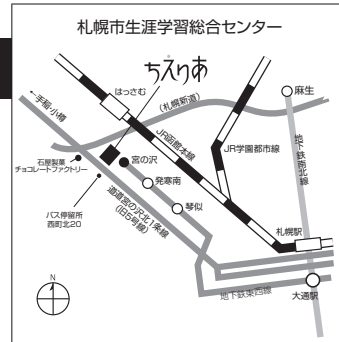 札幌市生涯学習総合センター
ちえりあ
はっさむ
麻生
←手稲・小樽
(札幌新道)
JR函館本線
JR学園都市線
地下鉄南北線
石屋製菓
チョコレートファクトリー
宮の沢
発寒南
琴似
バス停留所
西町北20
道道宮の沢北1条線
(旧5号線)
札幌駅
地下鉄東西線
大通駅
N